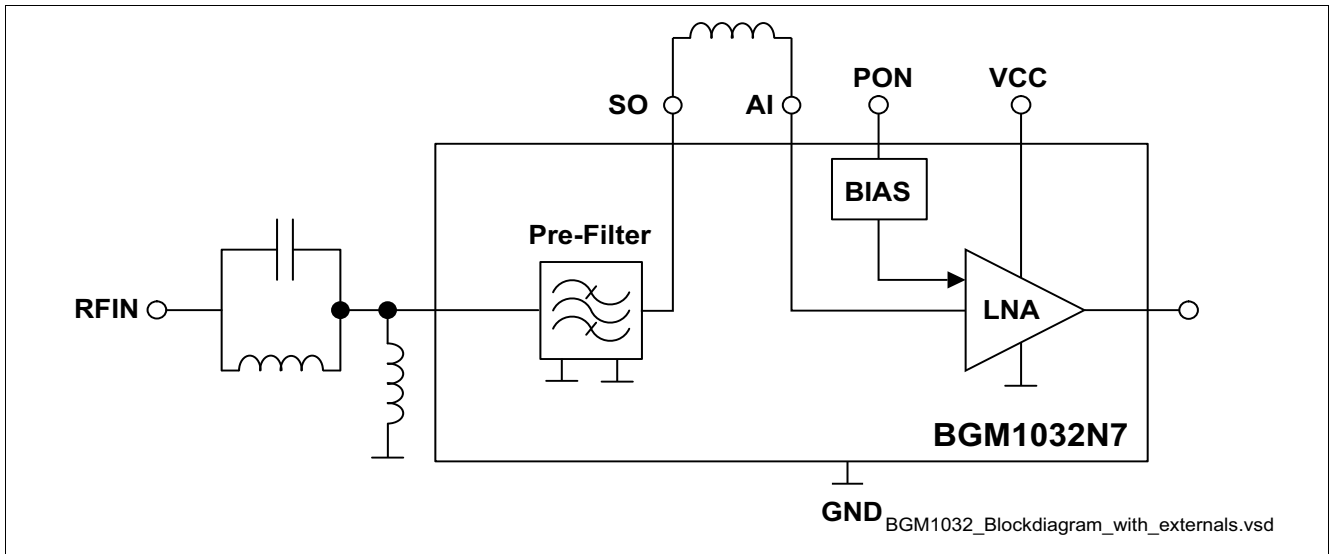 SO
AI
PON
VCC
BIAS
Pre-Filter
RFIN
LNA
BGM1032N7
GND
BGM1032_Blockdiagram_with_externals.vsd